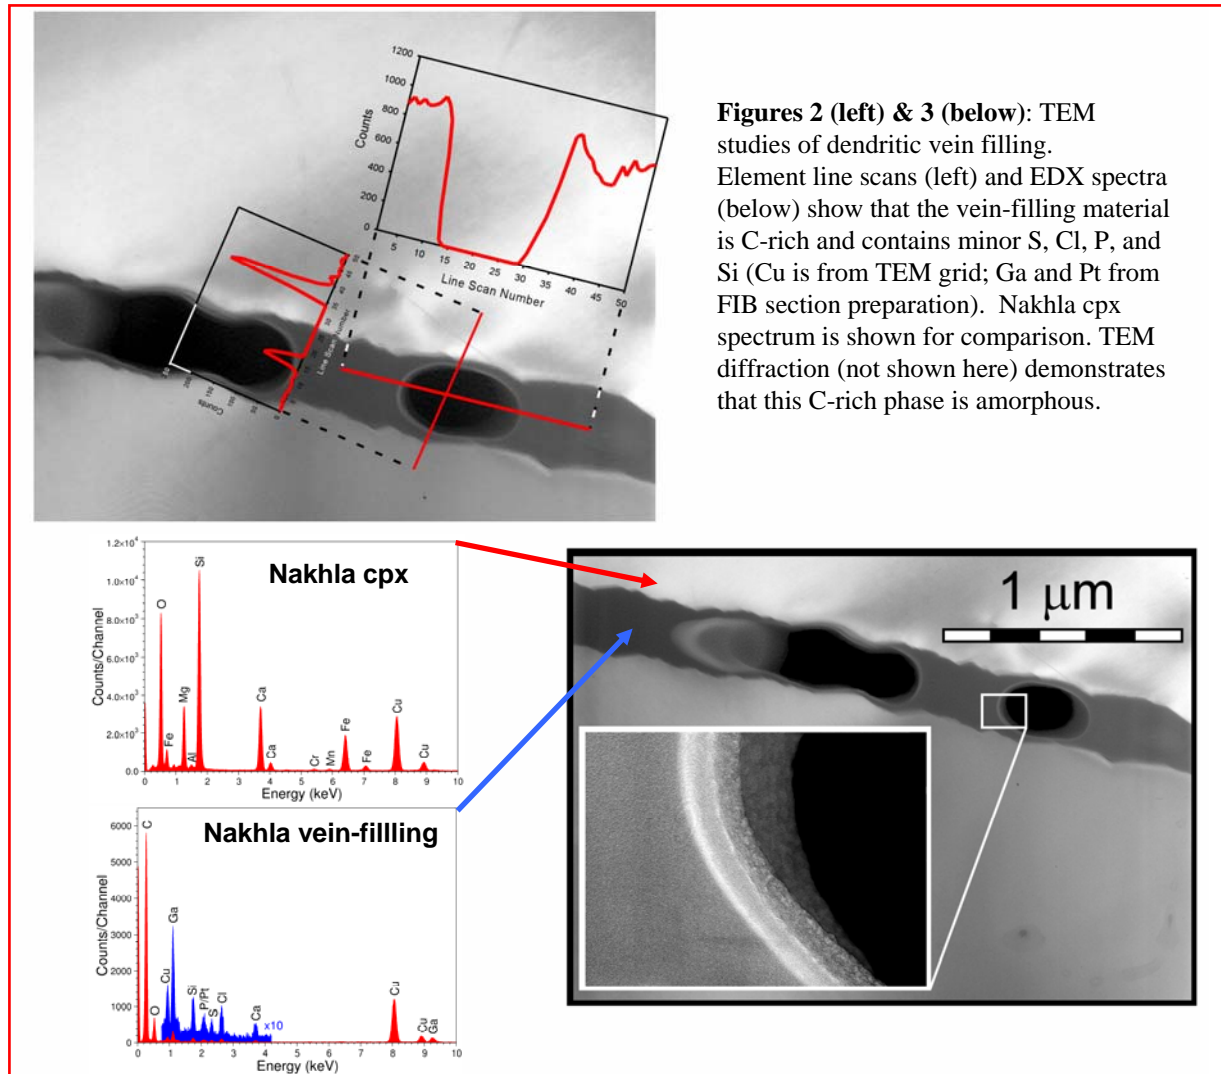 1200
1000
800
600
400
200
0
Counts
5
10
15
20
25
30
35
40
45
50
Line Scan Number
250
200
150
100
50
0
Counts
Line Scan Number
Figures 2 (left) & 3 (below): TEM
studies of dendritic vein filling.
Element line scans (left) and EDX spectra
(below) show that the vein-filling material
is C-rich and contains minor S, Cl, P, and
Si (Cu is from TEM grid; Ga and Pt from
FIB section preparation). Nakhla cpx
spectrum is shown for comparison. TEM
diffraction (not shown here) demonstrates
that this C-rich phase is amorphous.
Nakhla cpx
1.2×10⁴
1.0×10⁴
8.0×10³
6.0×10³
4.0×10³
2.0×10³
0.0
Counts/Channel
O
Fe
Mg
Al
Si
Ca
Ca
Cr
Mn
Fe
Fe
Cu
Cu
0 1 2 3 4 5 6 7 8 9 10
Energy (keV)
Nakhla vein-fillling
6000
5000
4000
3000
2000
1000
0
Counts/Channel
C
O
Cu
Ga
Si
P/Pt
S
Cl
Ca
x10
Cu
Cu
Ga
0 1 2 3 4 5 6 7 8 9 10
Energy (keV)
1 μm